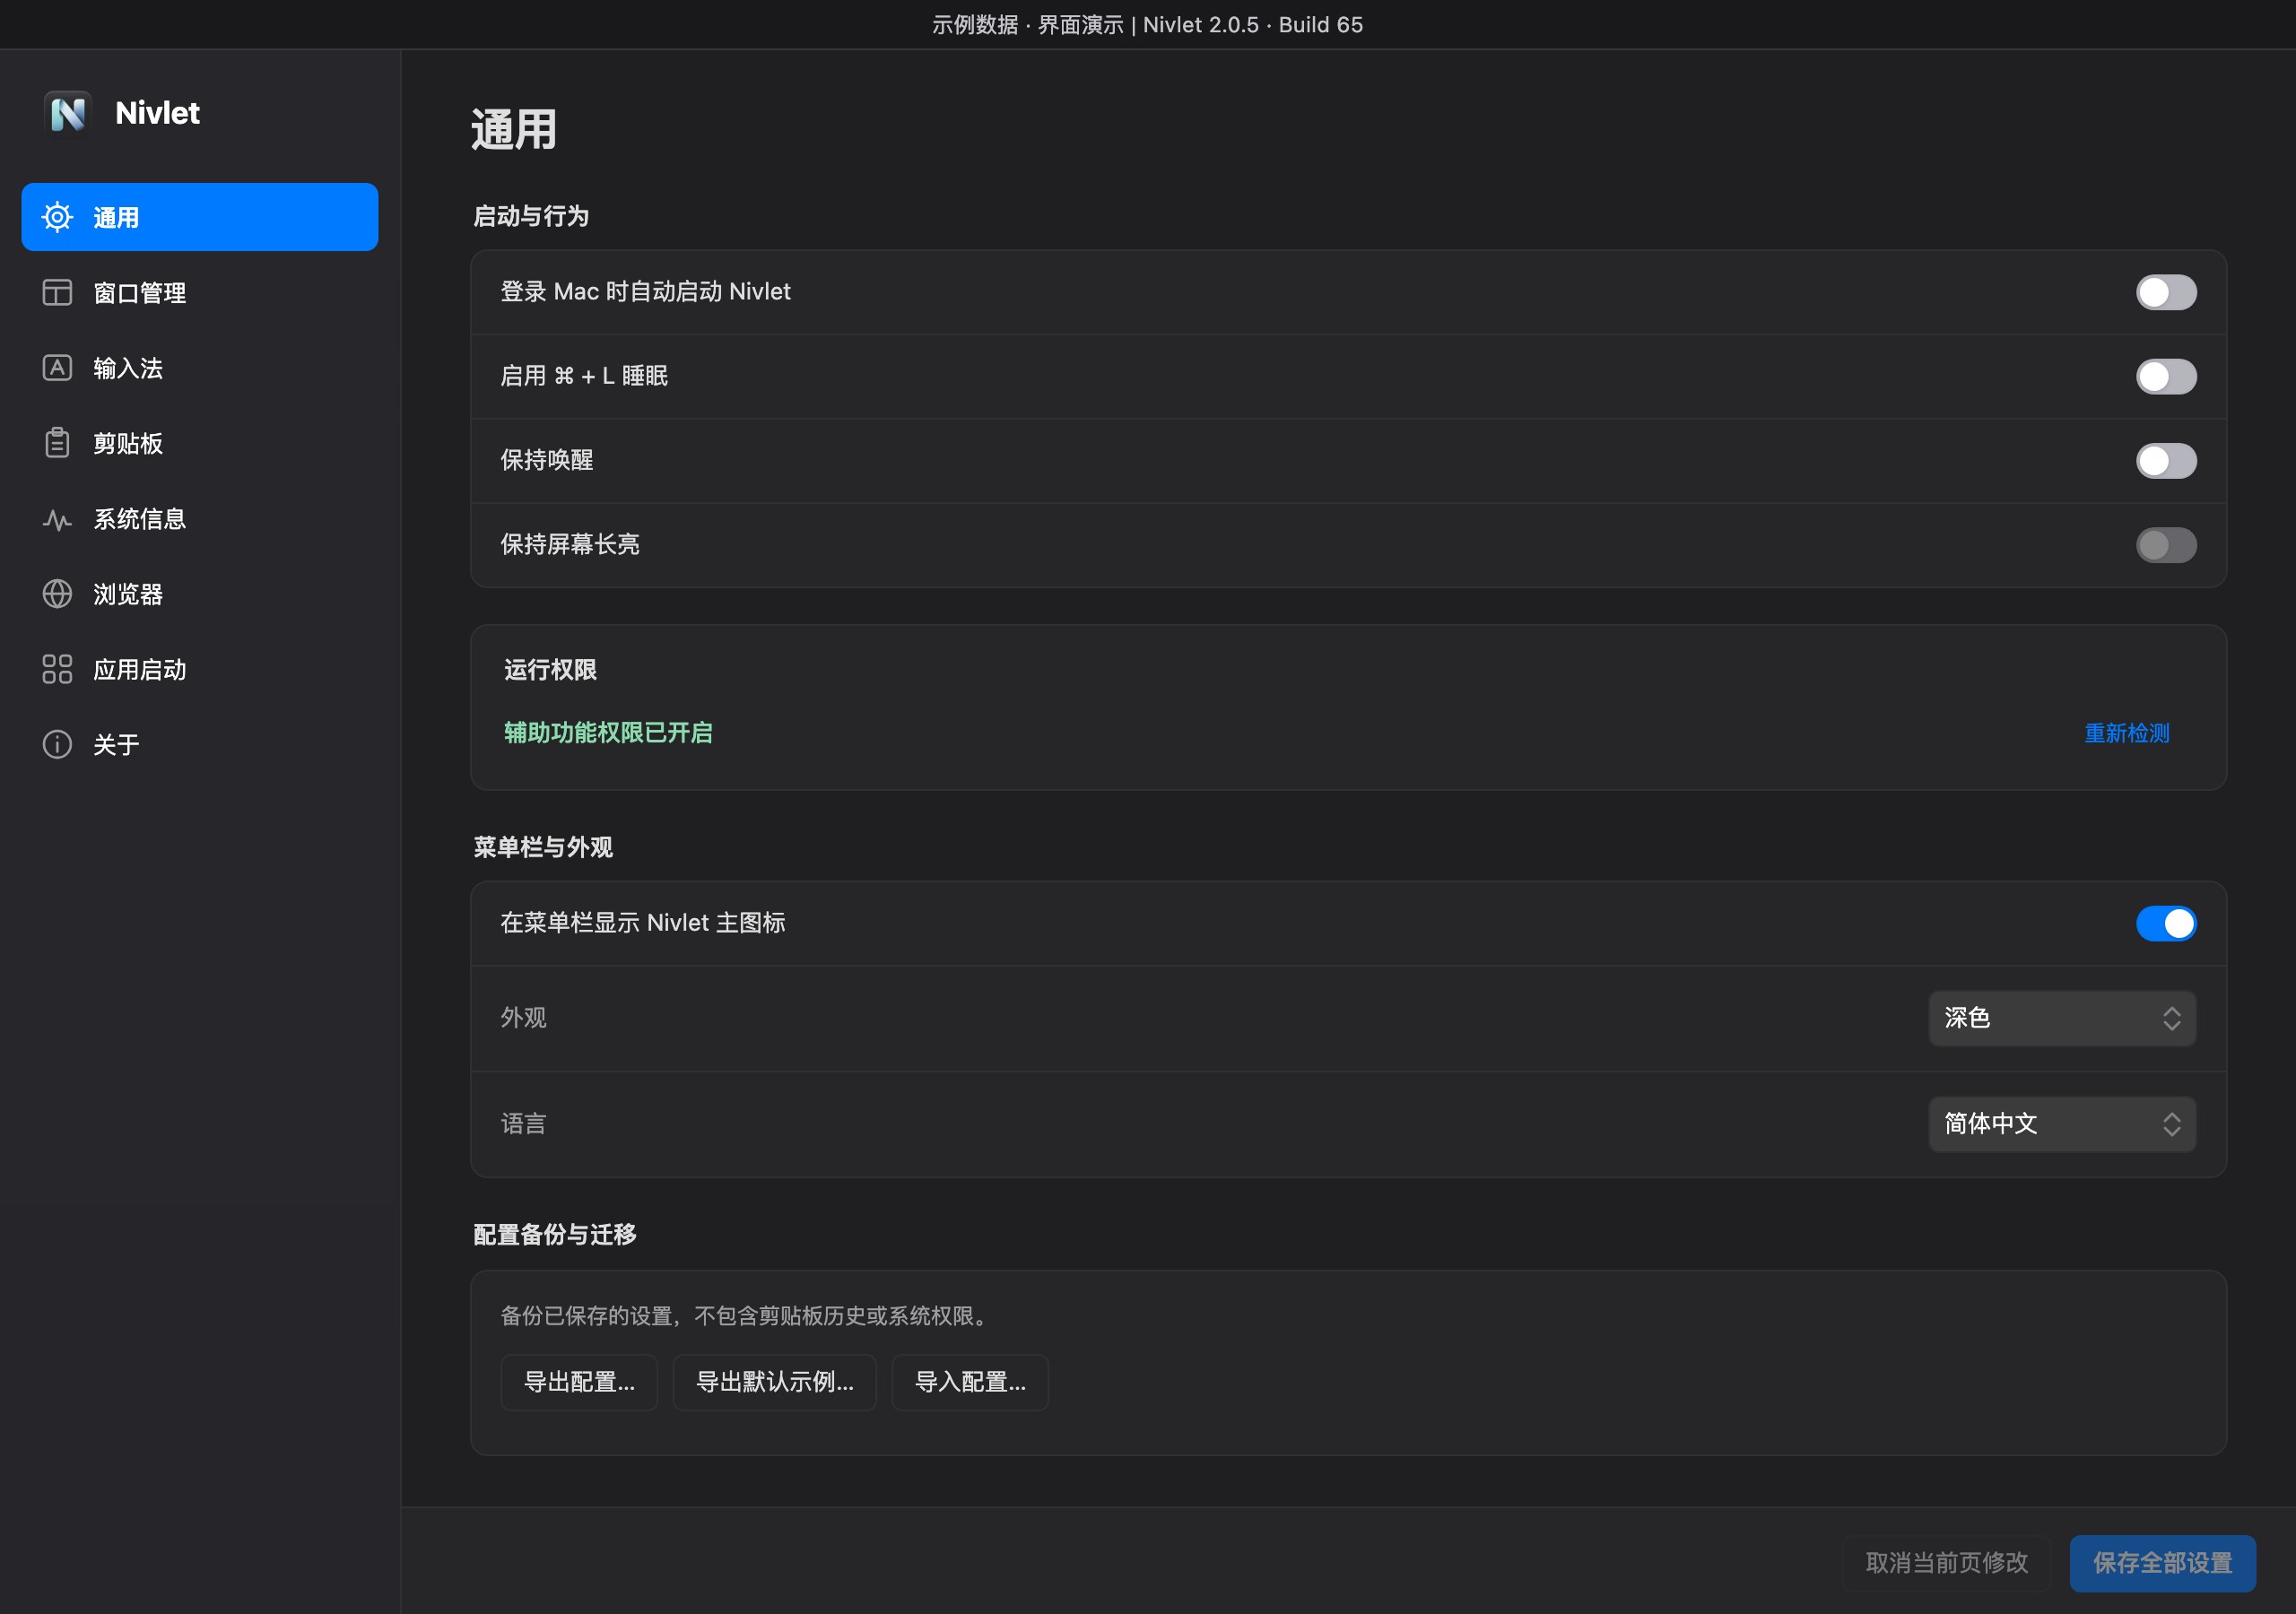 示例数据 · 界面演示 | Nivlet 2.0.5 · Build 65
Nivlet
通用
窗口管理
输入法
剪贴板
系统信息
浏览器
应用启动
关于
通用
启动与行为
登录 Mac 时自动启动 Nivlet
启用 ⌘ + L 睡眠
保持唤醒
保持屏幕长亮
运行权限
辅助功能权限已开启
重新检测
菜单栏与外观
在菜单栏显示 Nivlet 主图标
外观
深色
语言
简体中文
配置备份与迁移
备份已保存的设置，不包含剪贴板历史或系统权限。
导出配置... 导出默认示例... 导入配置...
取消当前页修改 保存全部设置